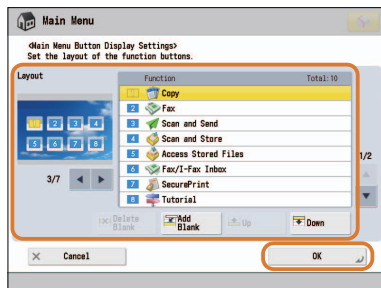 Main Menu
<Main Menu Button Display Settings>
Set the layout of the function buttons.
Layout
Function Total:10
1 Copy
2 Fax
3 Scan and Send
4 Scan and Store
5 Access Stored Files
6 Fax/I-Fax Inbox
7 SecurePrint
8 Tutorial
1 2 3 4
5 6 7 8
3/7
1/2
Delete Blank
Add Blank
Up
Down
Cancel
OK